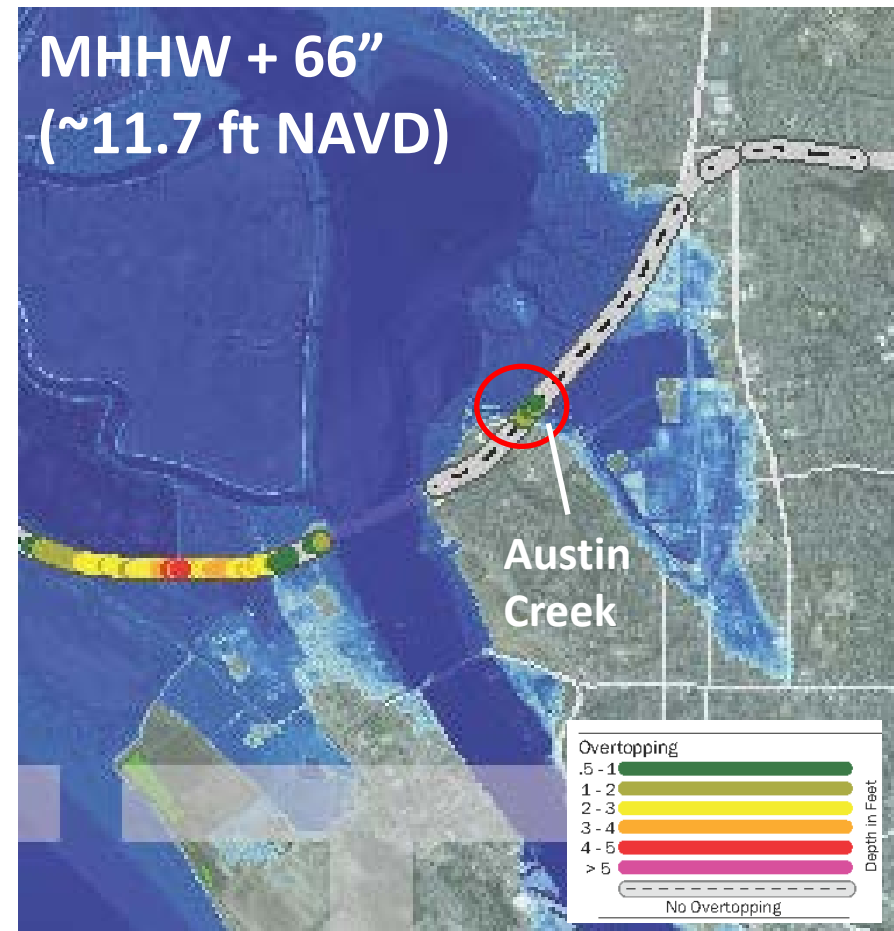 MHHW + 66”
(~11.7 ft NAVD)
Austin
Creek
Overtopping
.5 - 1
1 - 2
2 - 3
3 - 4
4 - 5
> 5
Depth in Feet
No Overtopping